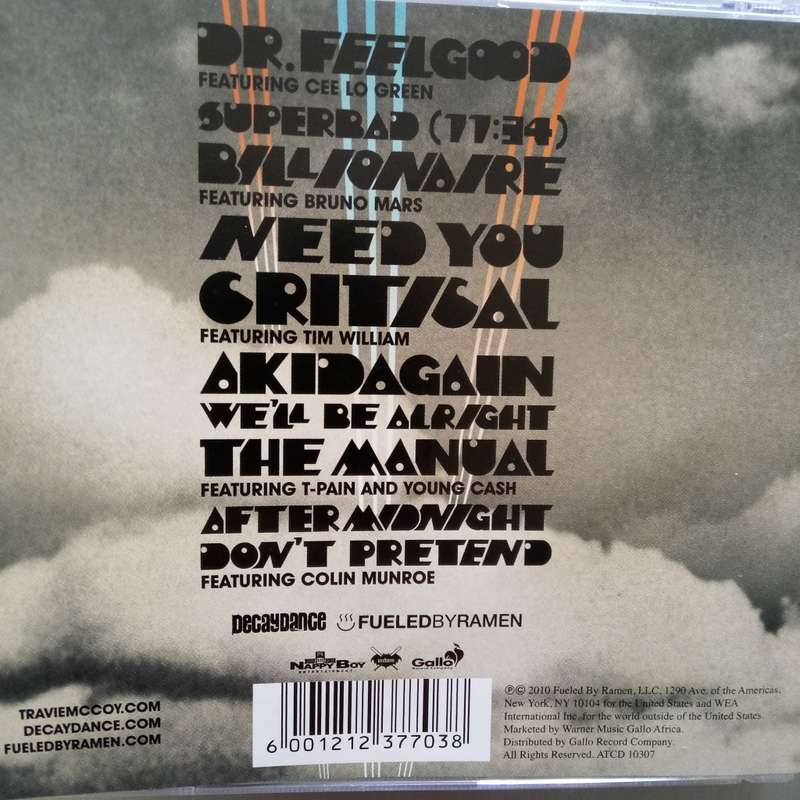 DR. FEELGOOD
FEATURING CEE LO GREEN
SUPERBAD (11:34)
BILLIONAIRE
FEATURING BRUNO MARS
NEED YOU
CRITICAL
FEATURING TIM WILLIAM
AKIDAGAIN
WE'LL BE ALRIGHT
THE MANUAL
FEATURING T-PAIN AND YOUNG CASH
AFTER MIDNIGHT
DON'T PRETEND
FEATURING COLIN MUNROE
DECAYDANCE FUELEDBYRAMEN
NAPPY BOY Gallo
ENTERTAINMENT
TRAVIEMCCOY.COM
DECAYDANCE.COM
FUELEDBYRAMEN.COM
6 001212 377038
℗© 2010 Fueled By Ramen, LLC, 1290 Ave. of the Americas,
New York, NY 10104 for the United States and WEA
International Inc. for the world outside of the United States.
Marketed by Warner Music Gallo Africa.
Distributed by Gallo Record Company.
All Rights Reserved. ATCD 10307